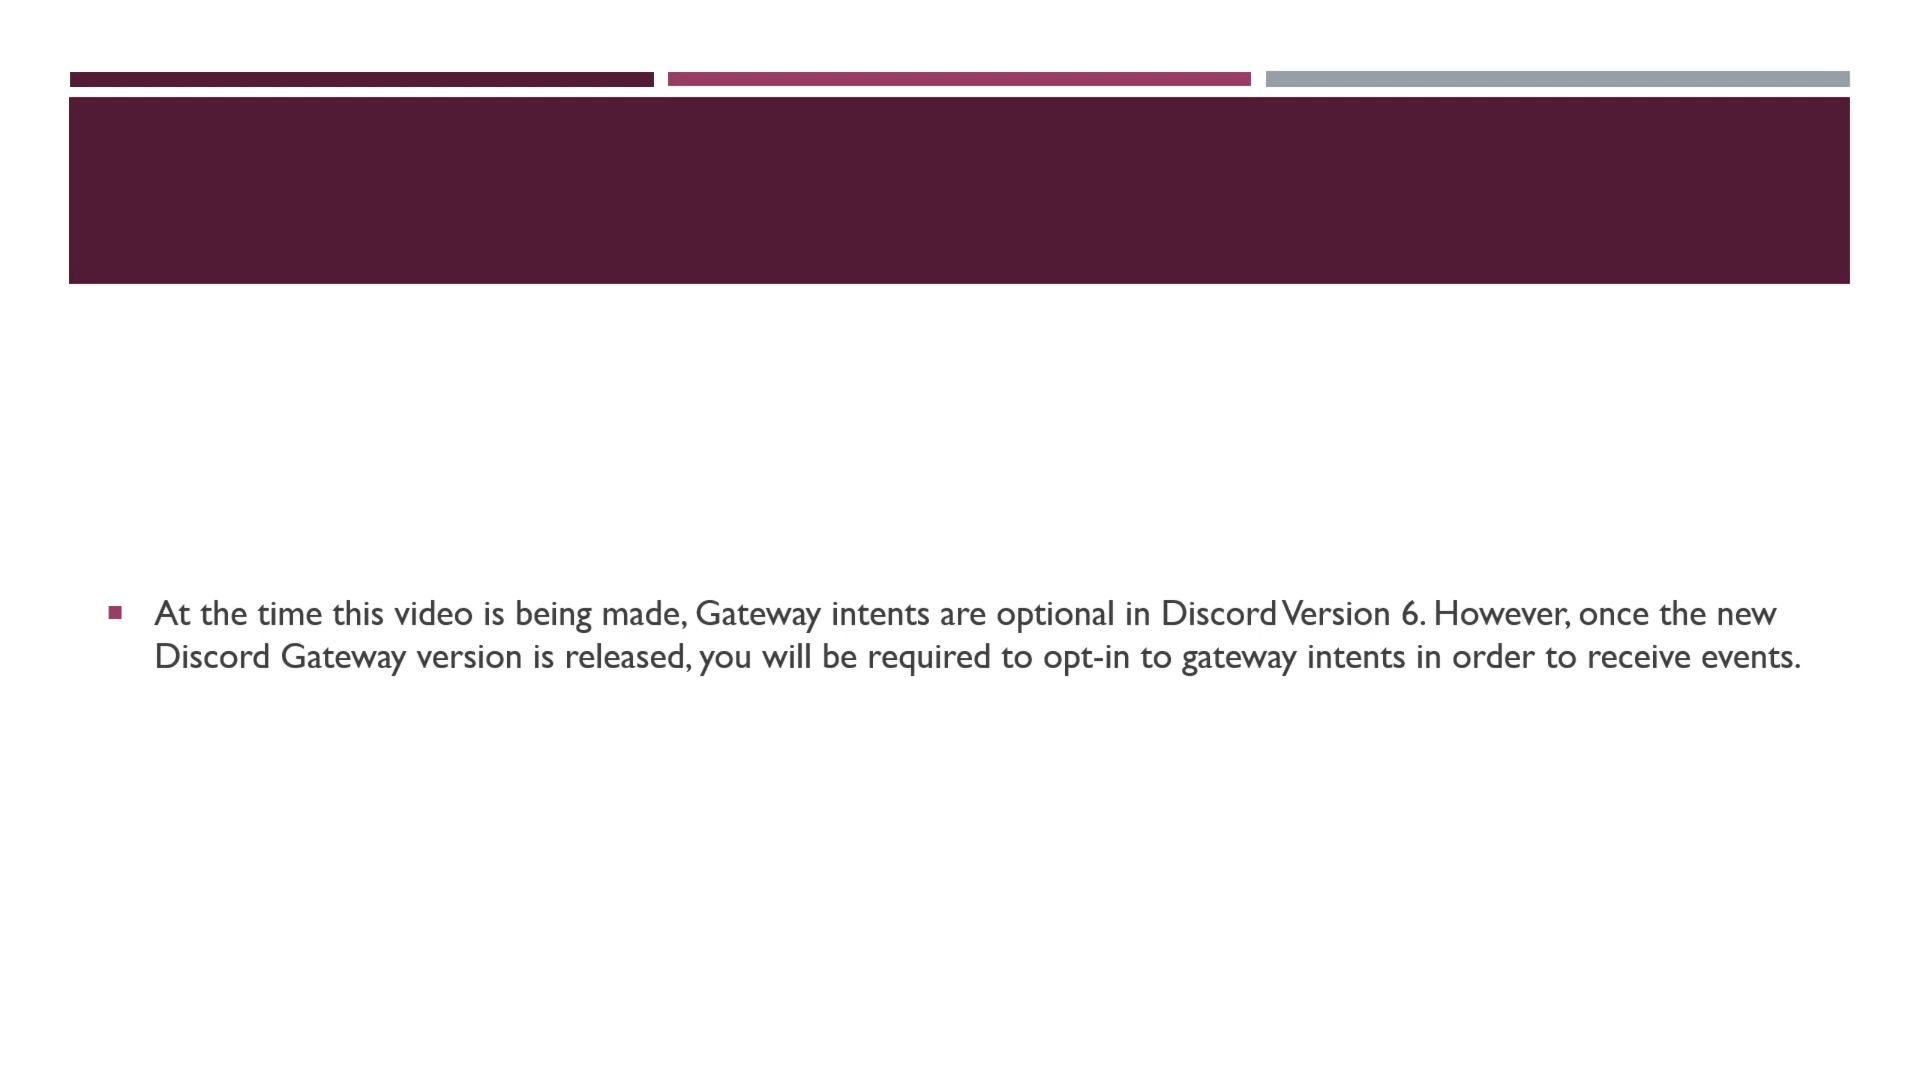 At the time this video is being made, Gateway intents are optional in Discord Version 6. However, once the new
Discord Gateway version is released, you will be required to opt-in to gateway intents in order to receive events.